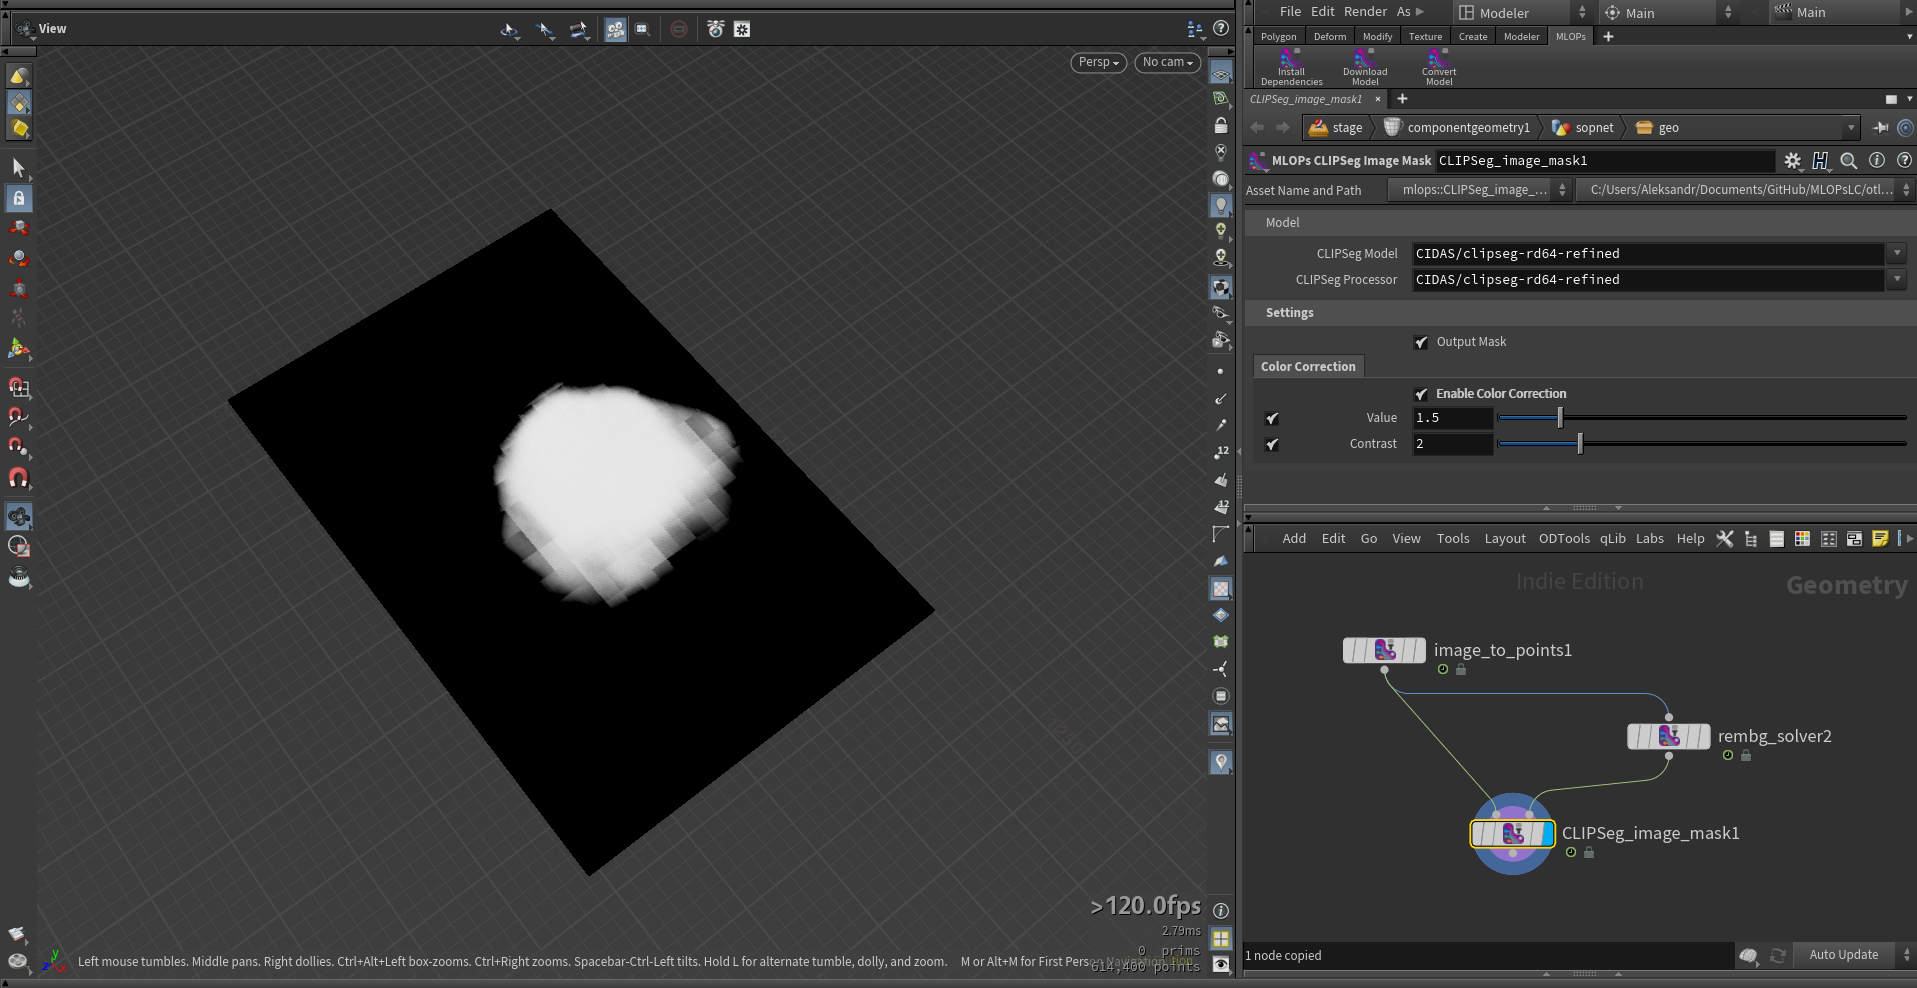 View
Persp
No cam
>120.0fps
2.79ms
0 prims
614,400 points
Left mouse tumbles. Middle pans. Right dollies. Ctrl+Alt+Left box-zooms. Ctrl+Right zooms. Spacebar-Ctrl-Left tilts. Hold L for alternate tumble, dolly, and zoom. M or Alt+M for First Person Navigation.
12
12
File Edit Render As
Modeler
Main
Main
Polygon Deform Modify Texture Create Modeler MLOPs
Install Dependencies
Download Model
Convert Model
CLIPSeg_image_mask1
stage componentgeometry1 sopnet geo
MLOPs CLIPSeg Image Mask CLIPSeg_image_mask1
Asset Name and Path mlops::CLIPSeg_image_... C:/Users/Aleksandr/Documents/GitHub/MLOPsLC/otl...
Model
CLIPSeg Model CIDAS/clipseg-rd64-refined
CLIPSeg Processor CIDAS/clipseg-rd64-refined
Settings
Output Mask
Color Correction
Enable Color Correction
Value 1.5
Contrast 2
Add Edit Go View Tools Layout ODTools qLib Labs Help
Indie Edition
Geometry
image_to_points1
rembg_solver2
CLIPSeg_image_mask1
1 node copied
Auto Update